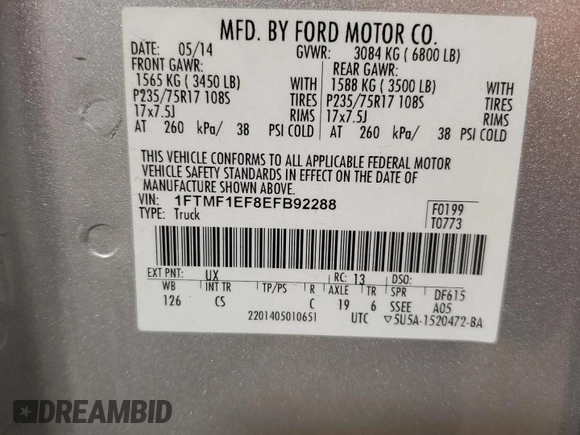 MFD. BY FORD MOTOR CO.
DATE: 05/14 GVWR: 3084 KG ( 6800 LB)
FRONT GAWR: REAR GAWR:
1565 KG ( 3450 LB) WITH 1588 KG ( 3500 LB) WITH
P235/75R17 108S TIRES P235/75R17 108S TIRES
17x7.5J RIMS 17x7.5J RIMS
AT 260 kPa/ 38 PSI COLD AT 260 kPa/ 38 PSI COLD
THIS VEHICLE CONFORMS TO ALL APPLICABLE FEDERAL MOTOR
VEHICLE SAFETY STANDARDS IN EFFECT ON THE DATE OF
MANUFACTURE SHOWN ABOVE.
VIN: 1FTMF1EF8EFB92288 F0199
TYPE: Truck T0773
EXT PNT: UX RC: 13 DSO:
WB INT TR TP/PS R AXLE TR SPR DF615
126 CS C 19 6 SSEE A05
2201405010651 UTC ▽5U5A-1520472-BA
DREAMBID